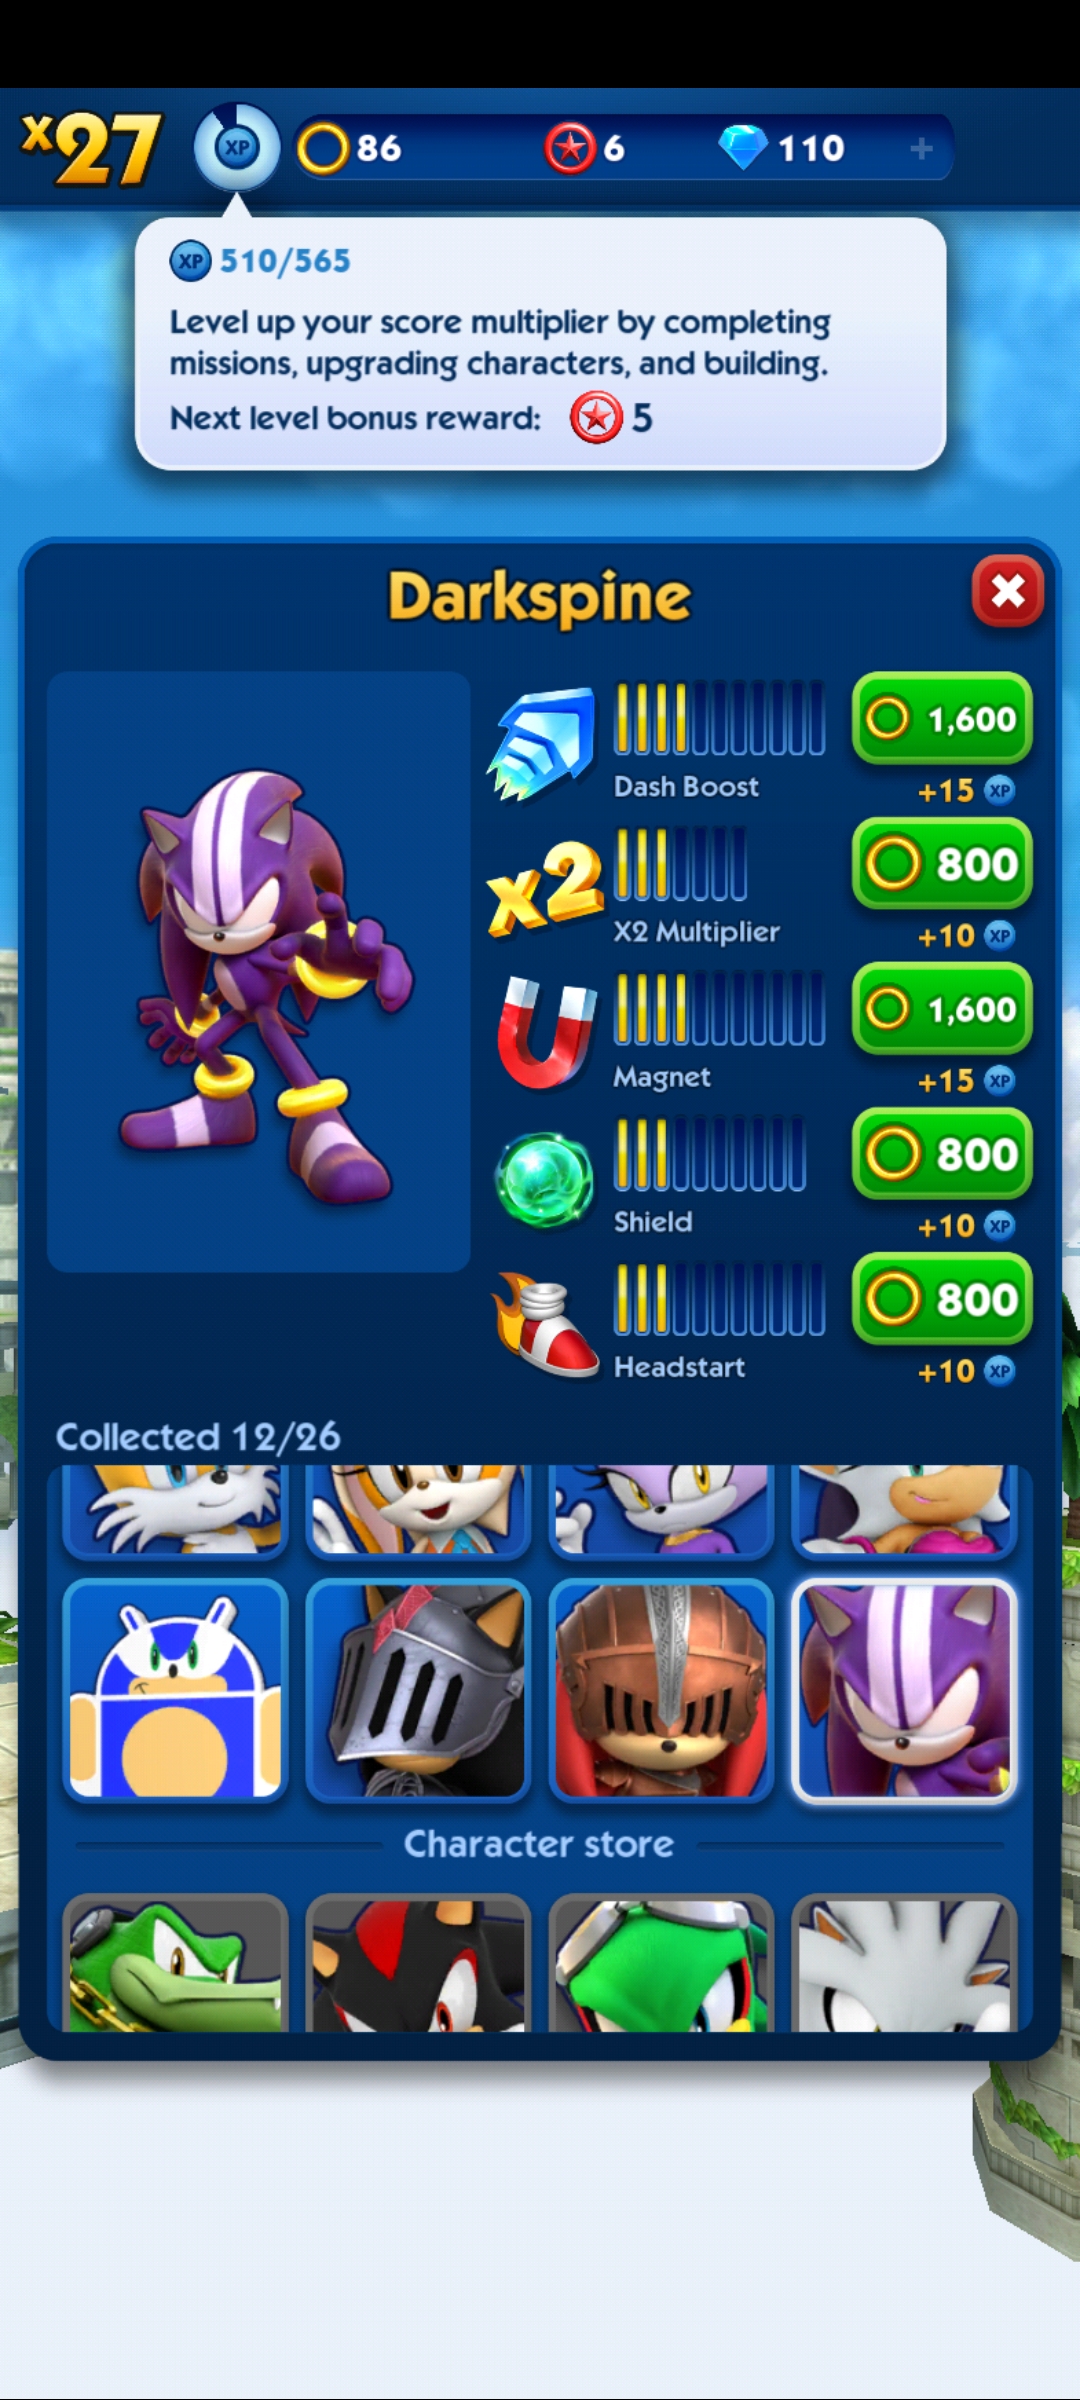 x27 XP 86 6 110 +
XP 510/565
Level up your score multiplier by completing
missions, upgrading characters, and building.
Next level bonus reward: 5
Darkspine
1,600
Dash Boost +15 XP
x2 800
X2 Multiplier +10 XP
1,600
Magnet +15 XP
800
Shield +10 XP
800
Headstart +10 XP
Collected 12/26
Character store